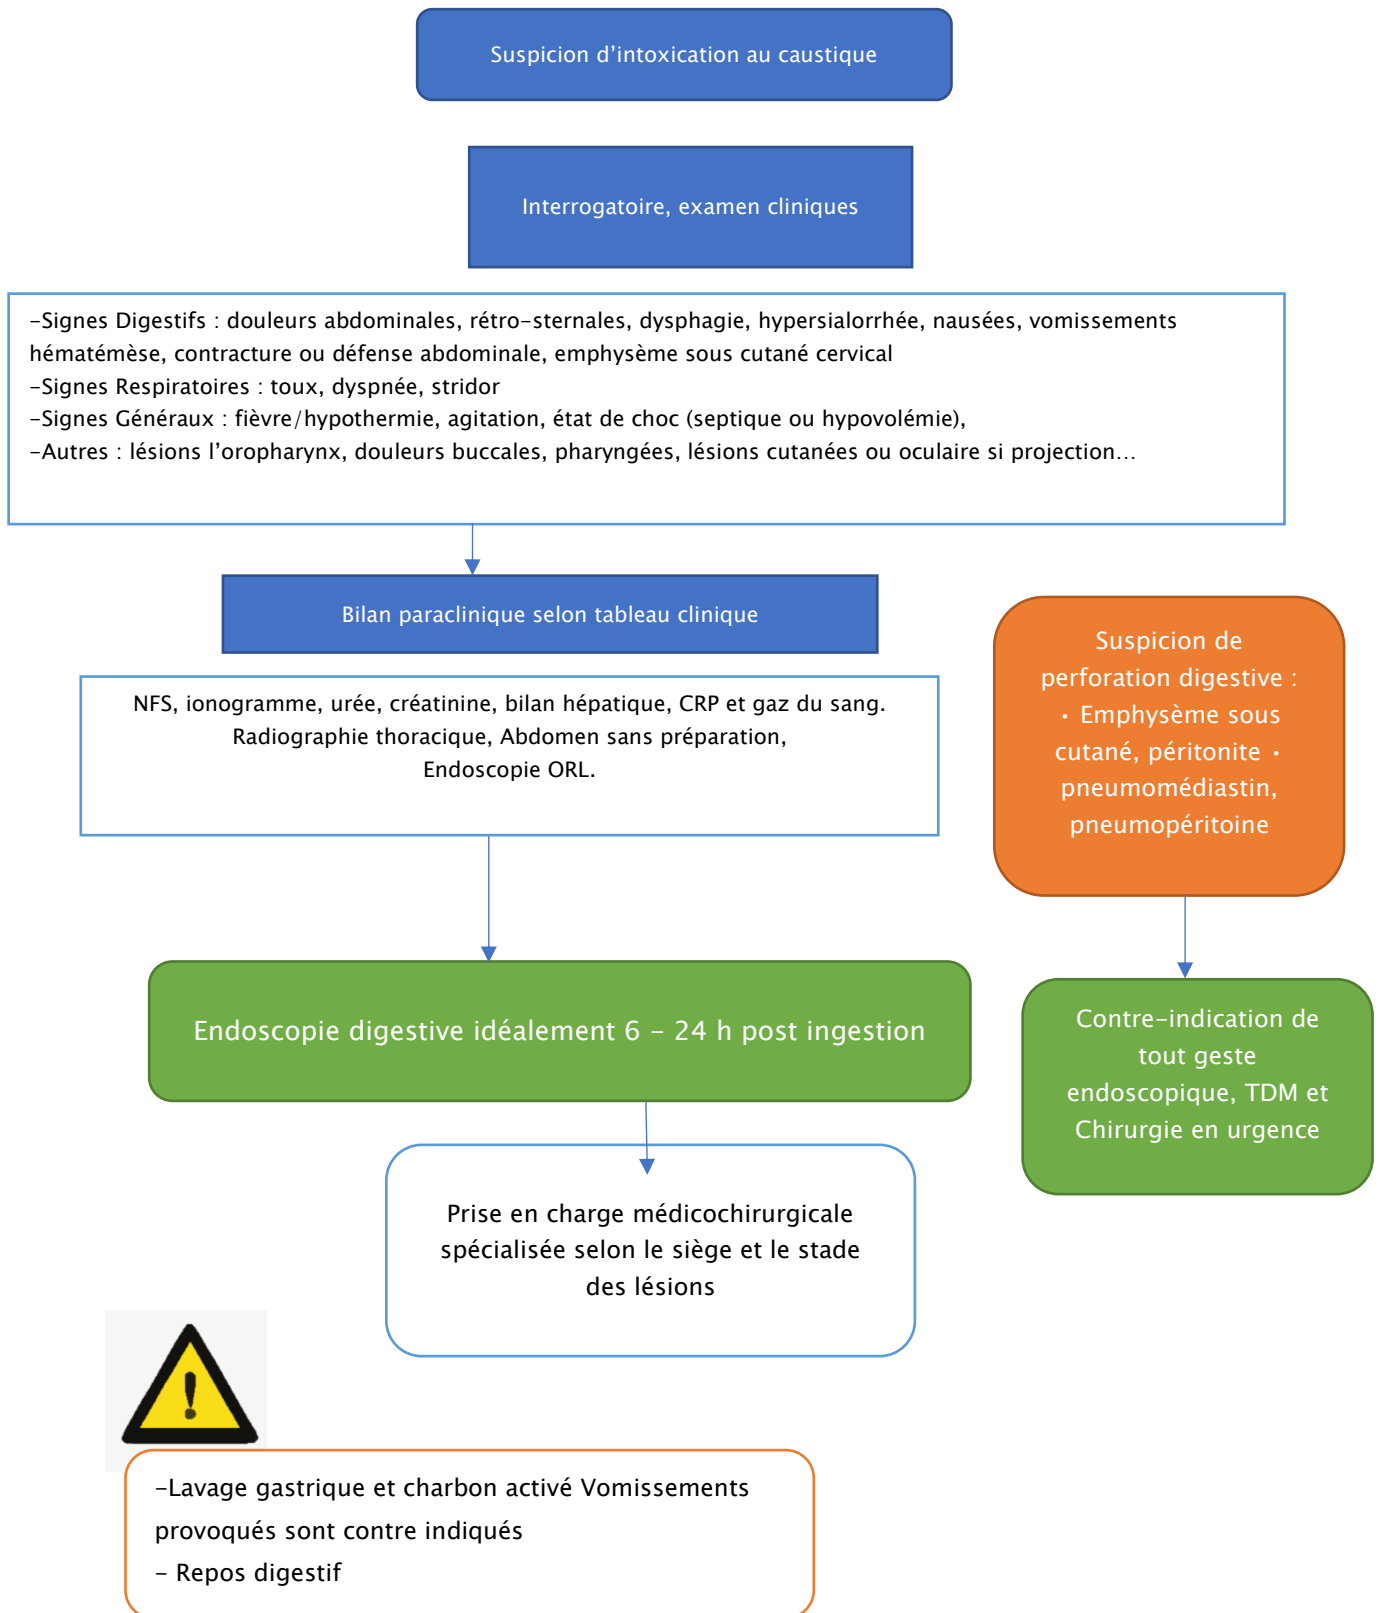 Suspicion d’intoxication au caustique
Interrogatoire, examen cliniques
-Signes Digestifs : douleurs abdominales, rétro-sternales, dysphagie, hypersialorrhée, nausées, vomissements
hématémèse, contracture ou défense abdominale, emphysème sous cutané cervical
-Signes Respiratoires : toux, dyspnée, stridor
-Signes Généraux : fièvre/hypothermie, agitation, état de choc (septique ou hypovolémie),
-Autres : lésions l’oropharynx, douleurs buccales, pharyngées, lésions cutanées ou oculaire si projection…
Bilan paraclinique selon tableau clinique
NFS, ionogramme, urée, créatinine, bilan hépatique, CRP et gaz du sang.
Radiographie thoracique, Abdomen sans préparation,
Endoscopie ORL.
Suspicion de
perforation digestive :
• Emphysème sous
cutané, péritonite •
pneumomédiastin,
pneumopéritoine
Endoscopie digestive idéalement 6 – 24 h post ingestion
Contre-indication de
tout geste
endoscopique, TDM et
Chirurgie en urgence
Prise en charge médicochirurgicale
spécialisée selon le siège et le stade
des lésions
!
-Lavage gastrique et charbon activé Vomissements
provoqués sont contre indiqués
- Repos digestif